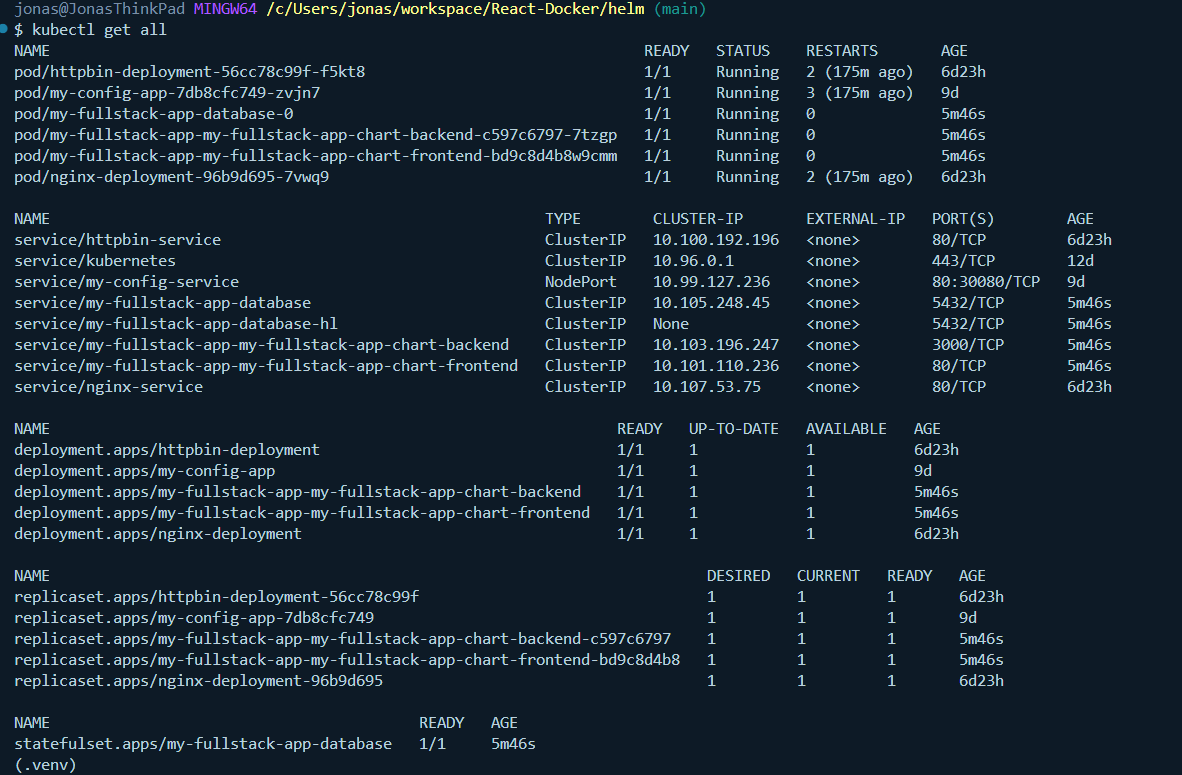 jonas@JonasThinkPad MINGW64 /c/Users/jonas/workspace/React-Docker/helm (main)
$ kubectl get all
NAME READY STATUS RESTARTS AGE
pod/httpbin-deployment-56cc78c99f-f5kt8 1/1 Running 2 (175m ago) 6d23h
pod/my-config-app-7db8cfc749-zvjn7 1/1 Running 3 (175m ago) 9d
pod/my-fullstack-app-database-0 1/1 Running 0 5m46s
pod/my-fullstack-app-my-fullstack-app-chart-backend-c597c6797-7tzgp 1/1 Running 0 5m46s
pod/my-fullstack-app-my-fullstack-app-chart-frontend-bd9c8d4b8w9cmm 1/1 Running 0 5m46s
pod/nginx-deployment-96b9d695-7vwq9 1/1 Running 2 (175m ago) 6d23h
NAME TYPE CLUSTER-IP EXTERNAL-IP PORT(S) AGE
service/httpbin-service ClusterIP 10.100.192.196 <none> 80/TCP 6d23h
service/kubernetes ClusterIP 10.96.0.1 <none> 443/TCP 12d
service/my-config-service NodePort 10.99.127.236 <none> 80:30080/TCP 9d
service/my-fullstack-app-database ClusterIP 10.105.248.45 <none> 5432/TCP 5m46s
service/my-fullstack-app-database-hl ClusterIP None <none> 5432/TCP 5m46s
service/my-fullstack-app-my-fullstack-app-chart-backend ClusterIP 10.103.196.247 <none> 3000/TCP 5m46s
service/my-fullstack-app-my-fullstack-app-chart-frontend ClusterIP 10.101.110.236 <none> 80/TCP 5m46s
service/nginx-service ClusterIP 10.107.53.75 <none> 80/TCP 6d23h
NAME READY UP-TO-DATE AVAILABLE AGE
deployment.apps/httpbin-deployment 1/1 1 1 6d23h
deployment.apps/my-config-app 1/1 1 1 9d
deployment.apps/my-fullstack-app-my-fullstack-app-chart-backend 1/1 1 1 5m46s
deployment.apps/my-fullstack-app-my-fullstack-app-chart-frontend 1/1 1 1 5m46s
deployment.apps/nginx-deployment 1/1 1 1 6d23h
NAME DESIRED CURRENT READY AGE
replicaset.apps/httpbin-deployment-56cc78c99f 1 1 1 6d23h
replicaset.apps/my-config-app-7db8cfc749 1 1 1 9d
replicaset.apps/my-fullstack-app-my-fullstack-app-chart-backend-c597c6797 1 1 1 5m46s
replicaset.apps/my-fullstack-app-my-fullstack-app-chart-frontend-bd9c8d4b8 1 1 1 5m46s
replicaset.apps/nginx-deployment-96b9d695 1 1 1 6d23h
NAME READY AGE
statefulset.apps/my-fullstack-app-database 1/1 5m46s
(.venv)